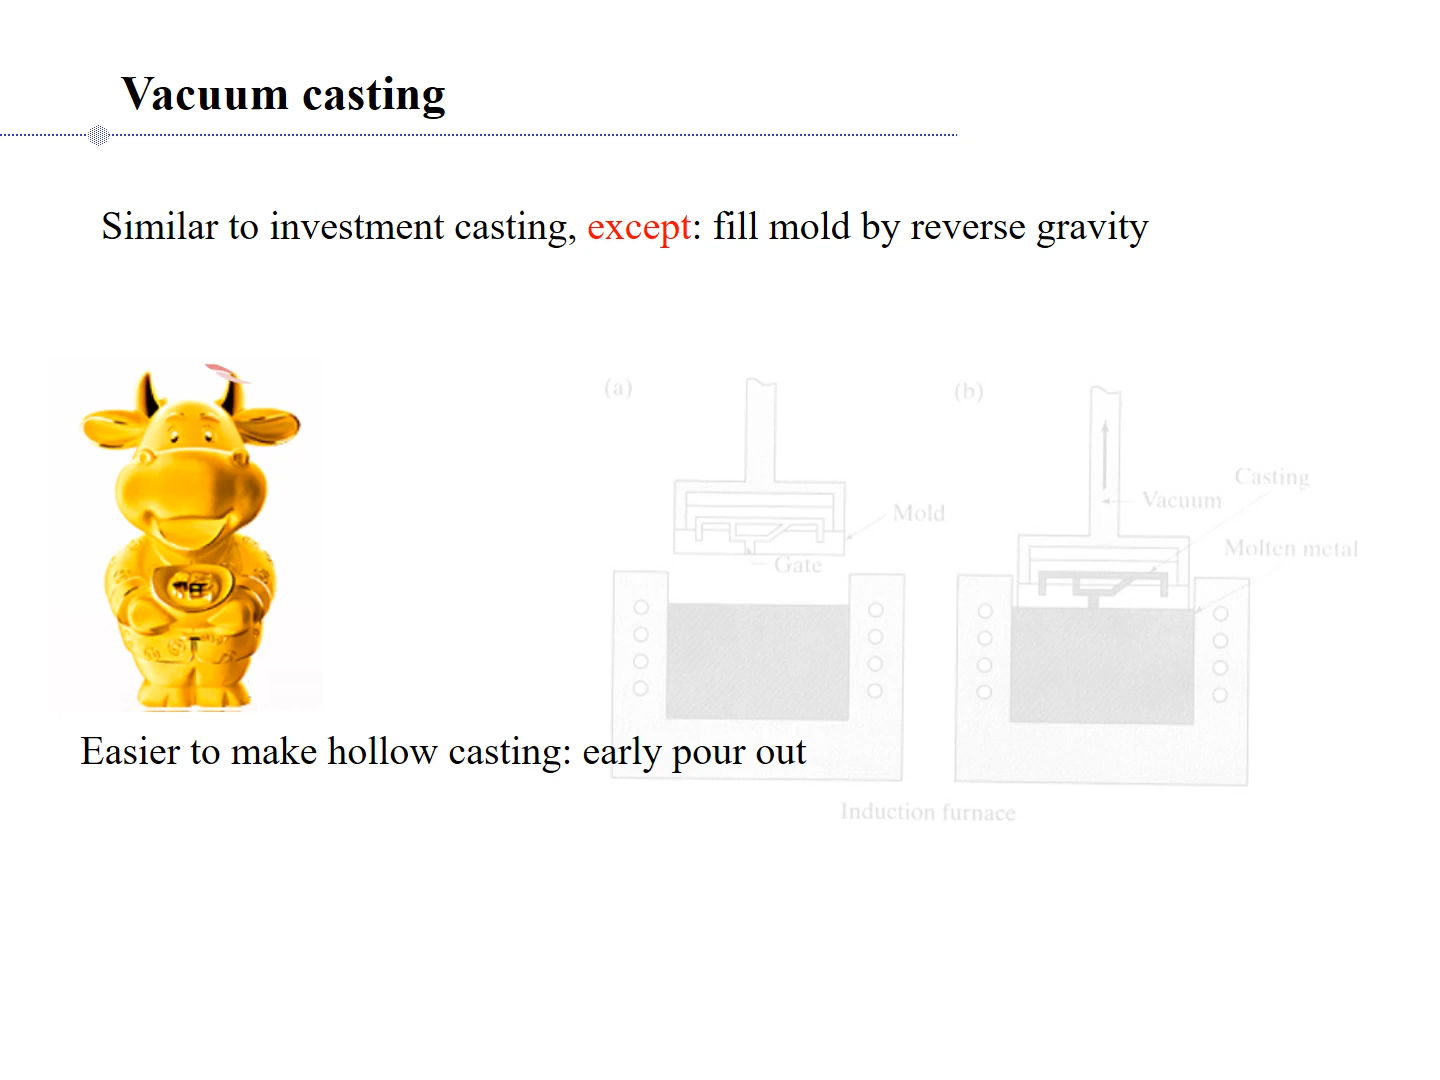 Vacuum casting
Similar to investment casting, except: fill mold by reverse gravity
(a)
(b)
Casting
Vacuum
Mold
Molten metal
Gate
Easier to make hollow casting: early pour out
Induction furnace